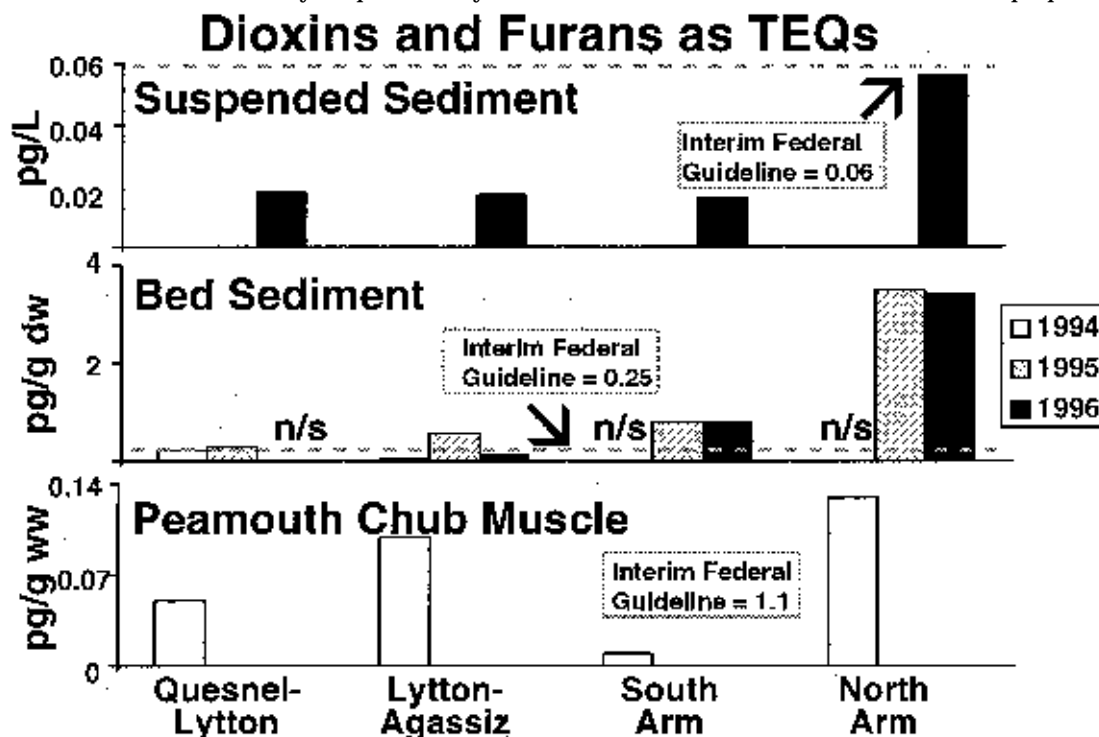 Dioxins and Furans as TEQs
0.06
Suspended Sediment
0.04
pg/L
Interim Federal
Guideline = 0.06
0.02
4
Bed Sediment
pg/g dw
Interim Federal
Guideline = 0.25
2
n/s
n/s
n/s
1994
1995
1996
0.14
Peamouth Chub Muscle
pg/g ww
0.07
Interim Federal
Guideline = 1.1
0
Quesnel-
Lytton
Lytton-
Agassiz
South
Arm
North
Arm